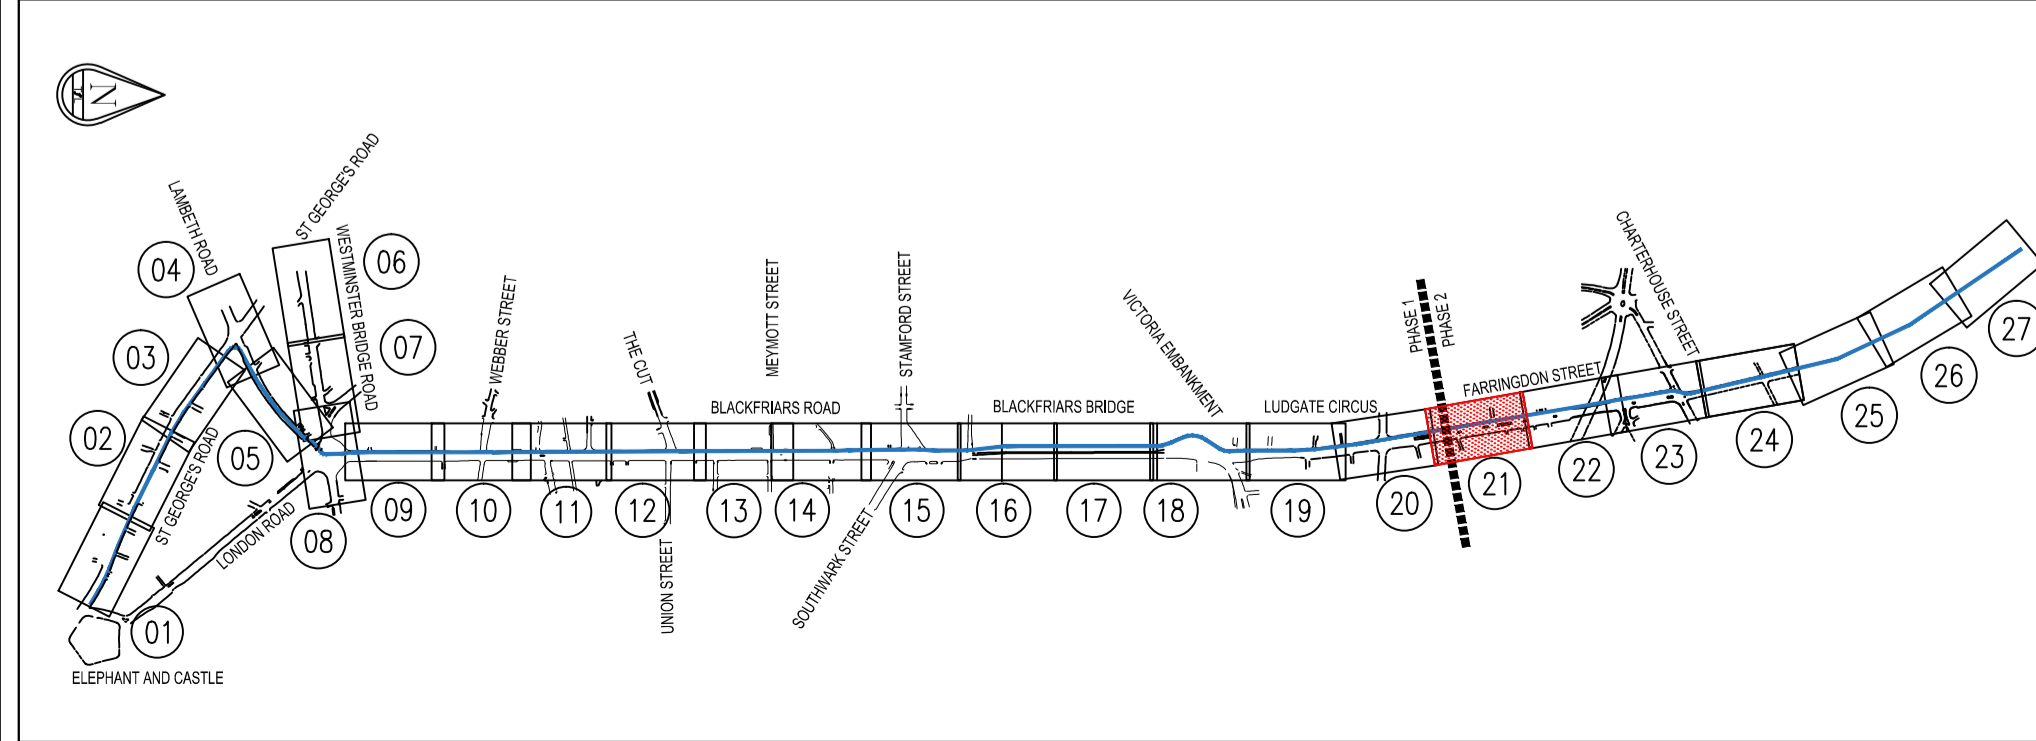 N
ST GEORGE'S ROAD
LAMBETH ROAD
WESTMINSTER BRIDGE ROAD
04
06
03
07
02
05
ST GEORGES ROAD
LONDON ROAD
08
01
ELEPHANT AND CASTLE
WEBBER STREET
THE CUT
MEYMOTT STREET
STAMFORD STREET
BLACKFRIARS ROAD
BLACKFRIARS BRIDGE
VICTORIA EMBANKMENT
LUDGATE CIRCUS
09
10
11
12
13
14
15
16
17
18
19
20
UNION STREET
SOUTHWARK STREET
PHASE 1
PHASE 2
FARRINGDON STREET
CHARTERHOUSE STREET
21
22
23
24
25
26
27